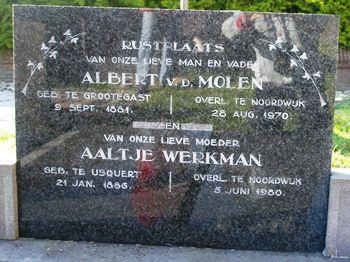 RUSTPLAATS
VAN ONZE LIEVE MAN EN VADER
ALBERT V.D. MOLEN
GEB. TE GROOTEGAST OVERL. TE NOORDWIJK
9 SEPT. 1881. 28 AUG. 1970.
EN
VAN ONZE LIEVE MOEDER
AALTJE WERKMAN
GEB. TE USQUERT OVERL. TE NOORDWIJK
21 JAN. 1886. 5 JUNI 1980.